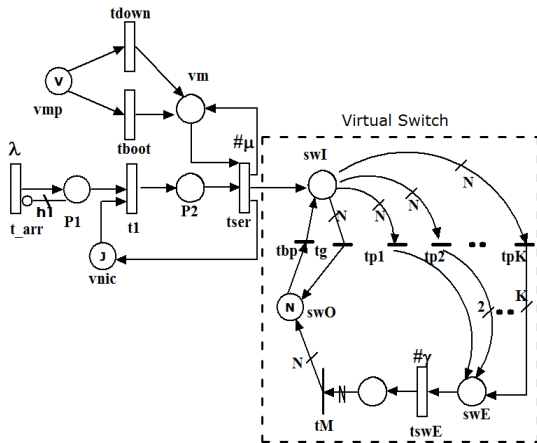 tdown
V
vm
vmp
tboot
Virtual Switch
#μ
swI
λ
N
N
N
N
h1
t_arr
P1
t1
P2
tser
tbp
tg
tp1
tp2
tpK
J
vnic
N
swO
2
K
#γ
N
N
tM
tswE
swE